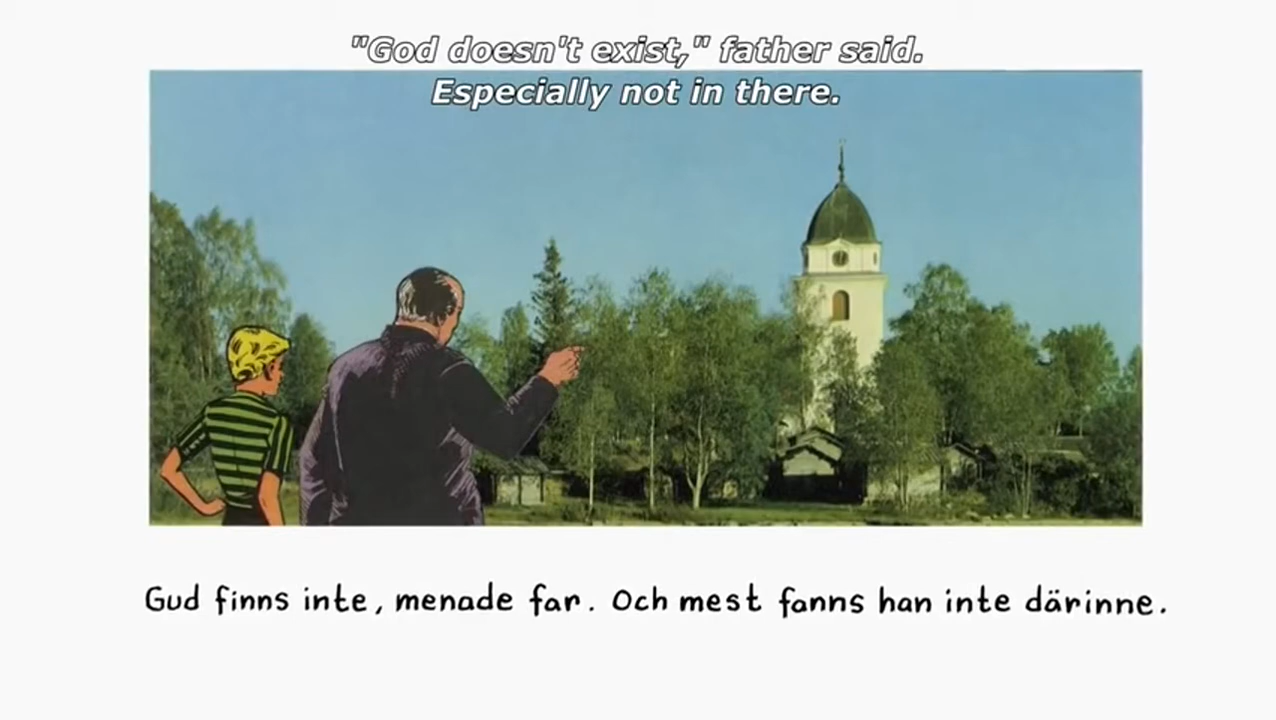 "God doesn't exist," father said.
Especially not in there.
Gud finns inte, menade far. Och mest fanns han inte därinne.